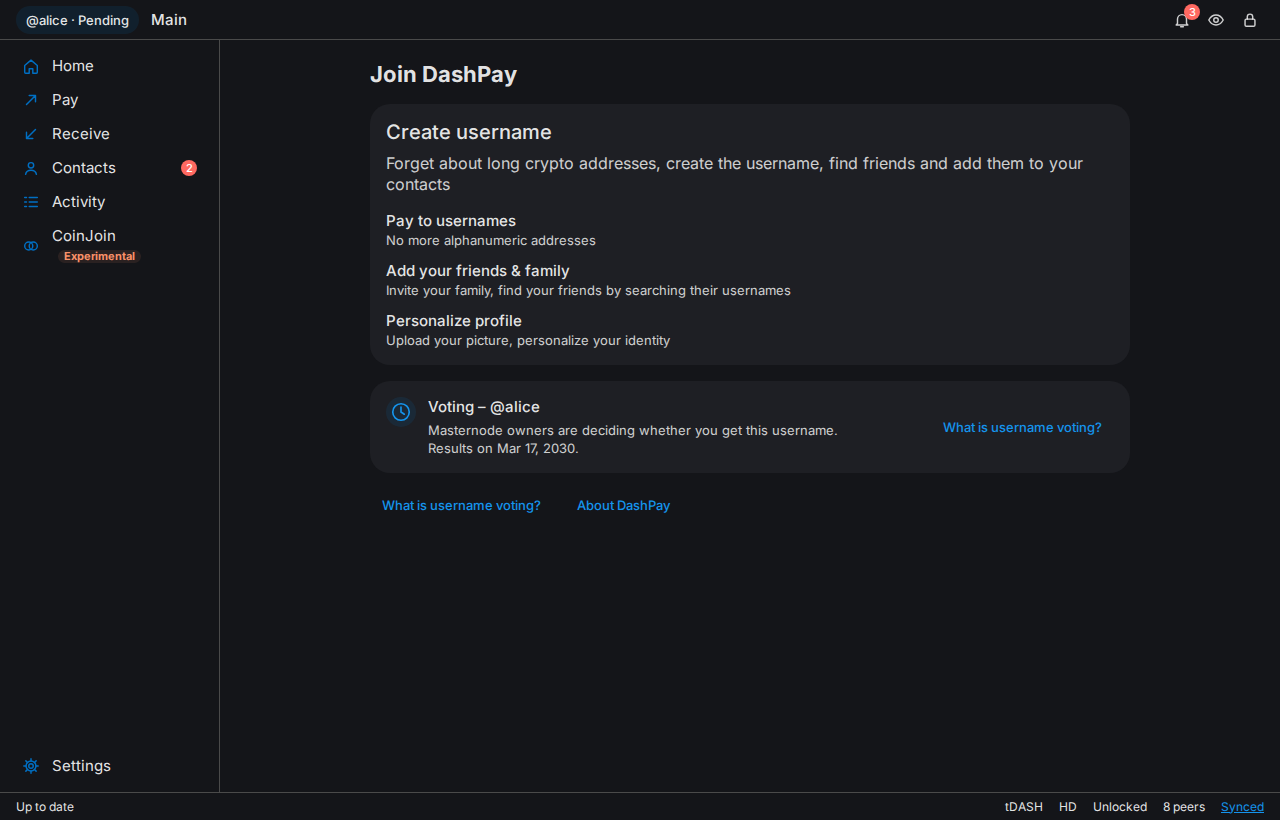 @alice · Pending
Main
3
Home
Pay
Receive
Contacts
2
Activity
CoinJoin
Experimental
Settings
Join DashPay
Create username
Forget about long crypto addresses, create the username, find friends and add them to your
contacts
Pay to usernames
No more alphanumeric addresses
Add your friends & family
Invite your family, find your friends by searching their usernames
Personalize profile
Upload your picture, personalize your identity
Voting – @alice
Masternode owners are deciding whether you get this username.
Results on Mar 17, 2030.
What is username voting?
What is username voting?
About DashPay
Up to date
tDASH
HD
Unlocked
8 peers
Synced